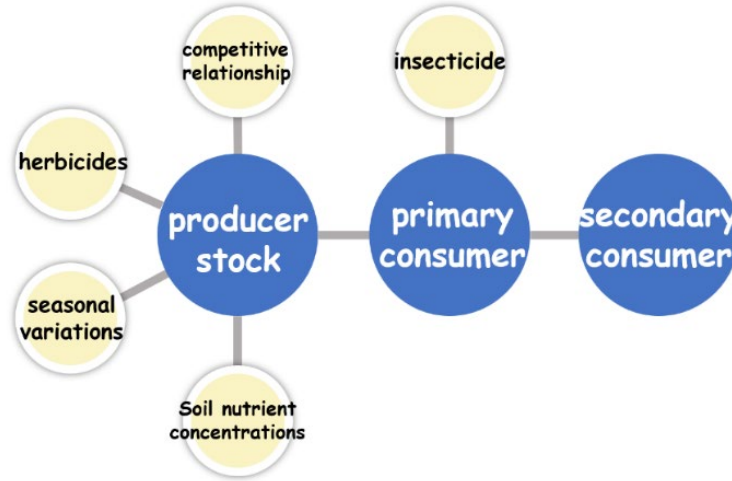 competitive
relationship
insecticide
herbicides
producer
stock
primary
consumer
secondary
consumer
seasonal
variations
Soil nutrient
concentrations